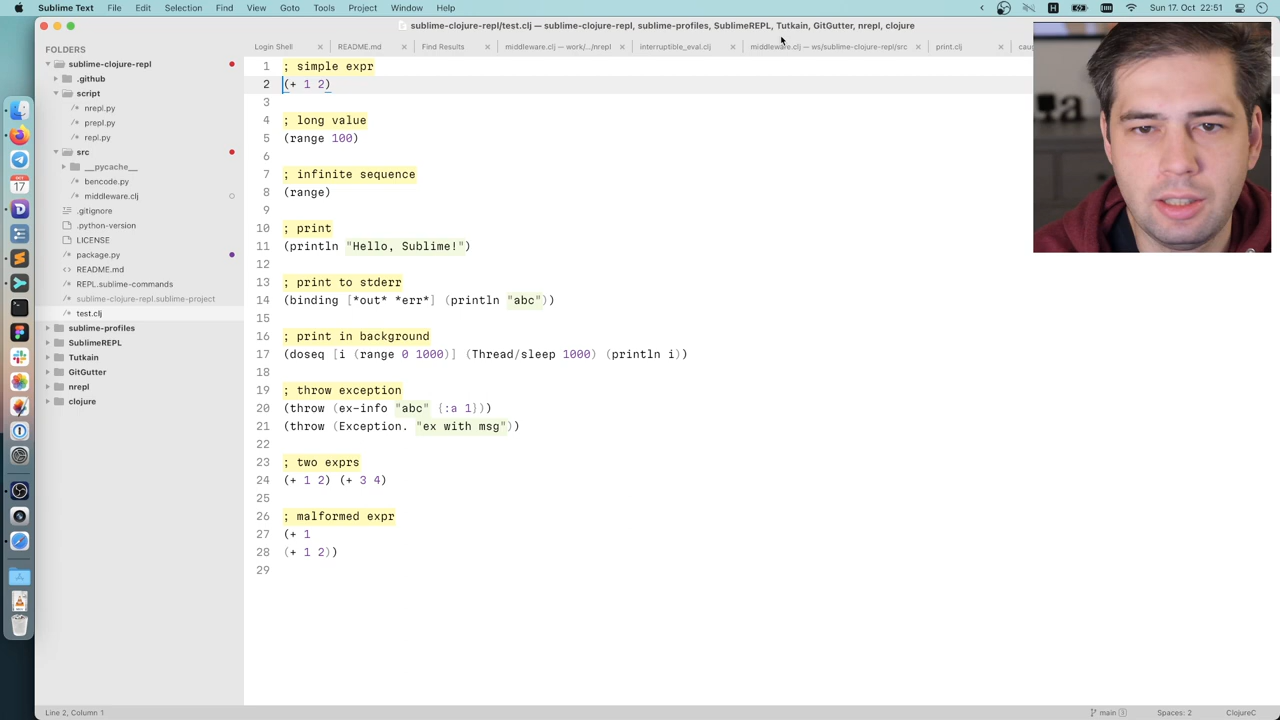 Sublime Text File Edit Selection Find View Goto Tools Project Window Help
Sun 17. Oct 22:51
sublime-clojure-repl/test.clj — sublime-clojure-repl, sublime-profiles, SublimeREPL, Tutkain, GitGutter, nrepl, clojure
Login Shell README.md Find Results middleware.clj — work/.../nrepl interruptible_eval.clj middleware.clj — ws/sublime-clojure-repl/src print.clj
FOLDERS
sublime-clojure-repl
.github
script
nrepl.py
prepl.py
repl.py
src
__pycache__
bencode.py
middleware.clj
.gitignore
.python-version
LICENSE
package.py
README.md
REPL.sublime-commands
sublime-clojure-repl.sublime-project
test.clj
sublime-profiles
SublimeREPL
Tutkain
GitGutter
nrepl
clojure
OCT
17
1 ; simple expr
2 (+ 1 2)
3
4 ; long value
5 (range 100)
6
7 ; infinite sequence
8 (range)
9
10 ; print
11 (println "Hello, Sublime!")
12
13 ; print to stderr
14 (binding [*out* *err*] (println "abc"))
15
16 ; print in background
17 (doseq [i (range 0 1000)] (Thread/sleep 1000) (println i))
18
19 ; throw exception
20 (throw (ex-info "abc" {:a 1}))
21 (throw (Exception. "ex with msg"))
22
23 ; two exprs
24 (+ 1 2) (+ 3 4)
25
26 ; malformed expr
27 (+ 1
28 (+ 1 2))
29
Line 2, Column 1
main 3
Spaces: 2
ClojureC